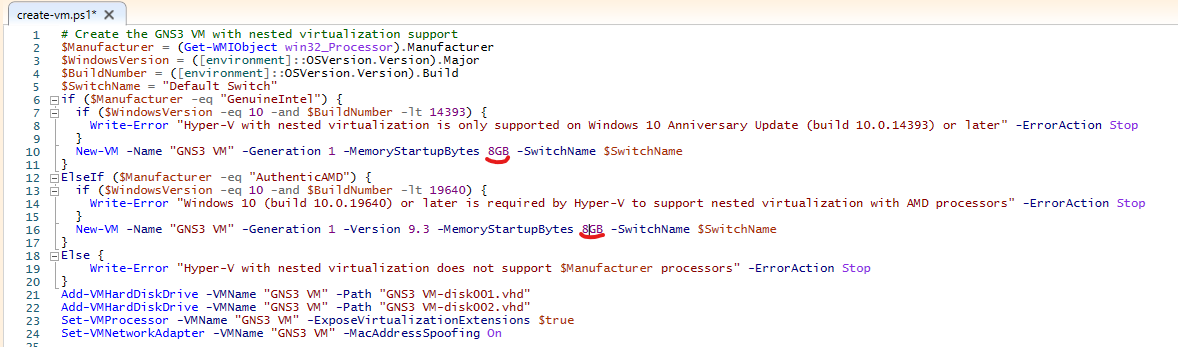 create-vm.ps1* X
1 # Create the GNS3 VM with nested virtualization support
2 $Manufacturer = (Get-WMIObject win32_Processor).Manufacturer
3 $WindowsVersion = ([environment]::OSVersion.Version).Major
4 $BuildNumber = ([environment]::OSVersion.Version).Build
5 $SwitchName = "Default Switch"
6 if ($Manufacturer -eq "GenuineIntel") {
7 if ($WindowsVersion -eq 10 -and $BuildNumber -lt 14393) {
8 Write-Error "Hyper-V with nested virtualization is only supported on Windows 10 Anniversary Update (build 10.0.14393) or later" -ErrorAction Stop
9 }
10 New-VM -Name "GNS3 VM" -Generation 1 -MemoryStartupBytes 8GB -SwitchName $SwitchName
11 }
12 ElseIf ($Manufacturer -eq "AuthenticAMD") {
13 if ($WindowsVersion -eq 10 -and $BuildNumber -lt 19640) {
14 Write-Error "Windows 10 (build 10.0.19640) or later is required by Hyper-V to support nested virtualization with AMD processors" -ErrorAction Stop
15 }
16 New-VM -Name "GNS3 VM" -Generation 1 -Version 9.3 -MemoryStartupBytes 8GB -SwitchName $SwitchName
17 }
18 Else {
19 Write-Error "Hyper-V with nested virtualization does not support $Manufacturer processors" -ErrorAction Stop
20 }
21 Add-VMHardDiskDrive -VMName "GNS3 VM" -Path "GNS3 VM-disk001.vhd"
22 Add-VMHardDiskDrive -VMName "GNS3 VM" -Path "GNS3 VM-disk002.vhd"
23 Set-VMProcessor -VMName "GNS3 VM" -ExposeVirtualizationExtensions $true
24 Set-VMNetworkAdapter -VMName "GNS3 VM" -MacAddressSpoofing On
25